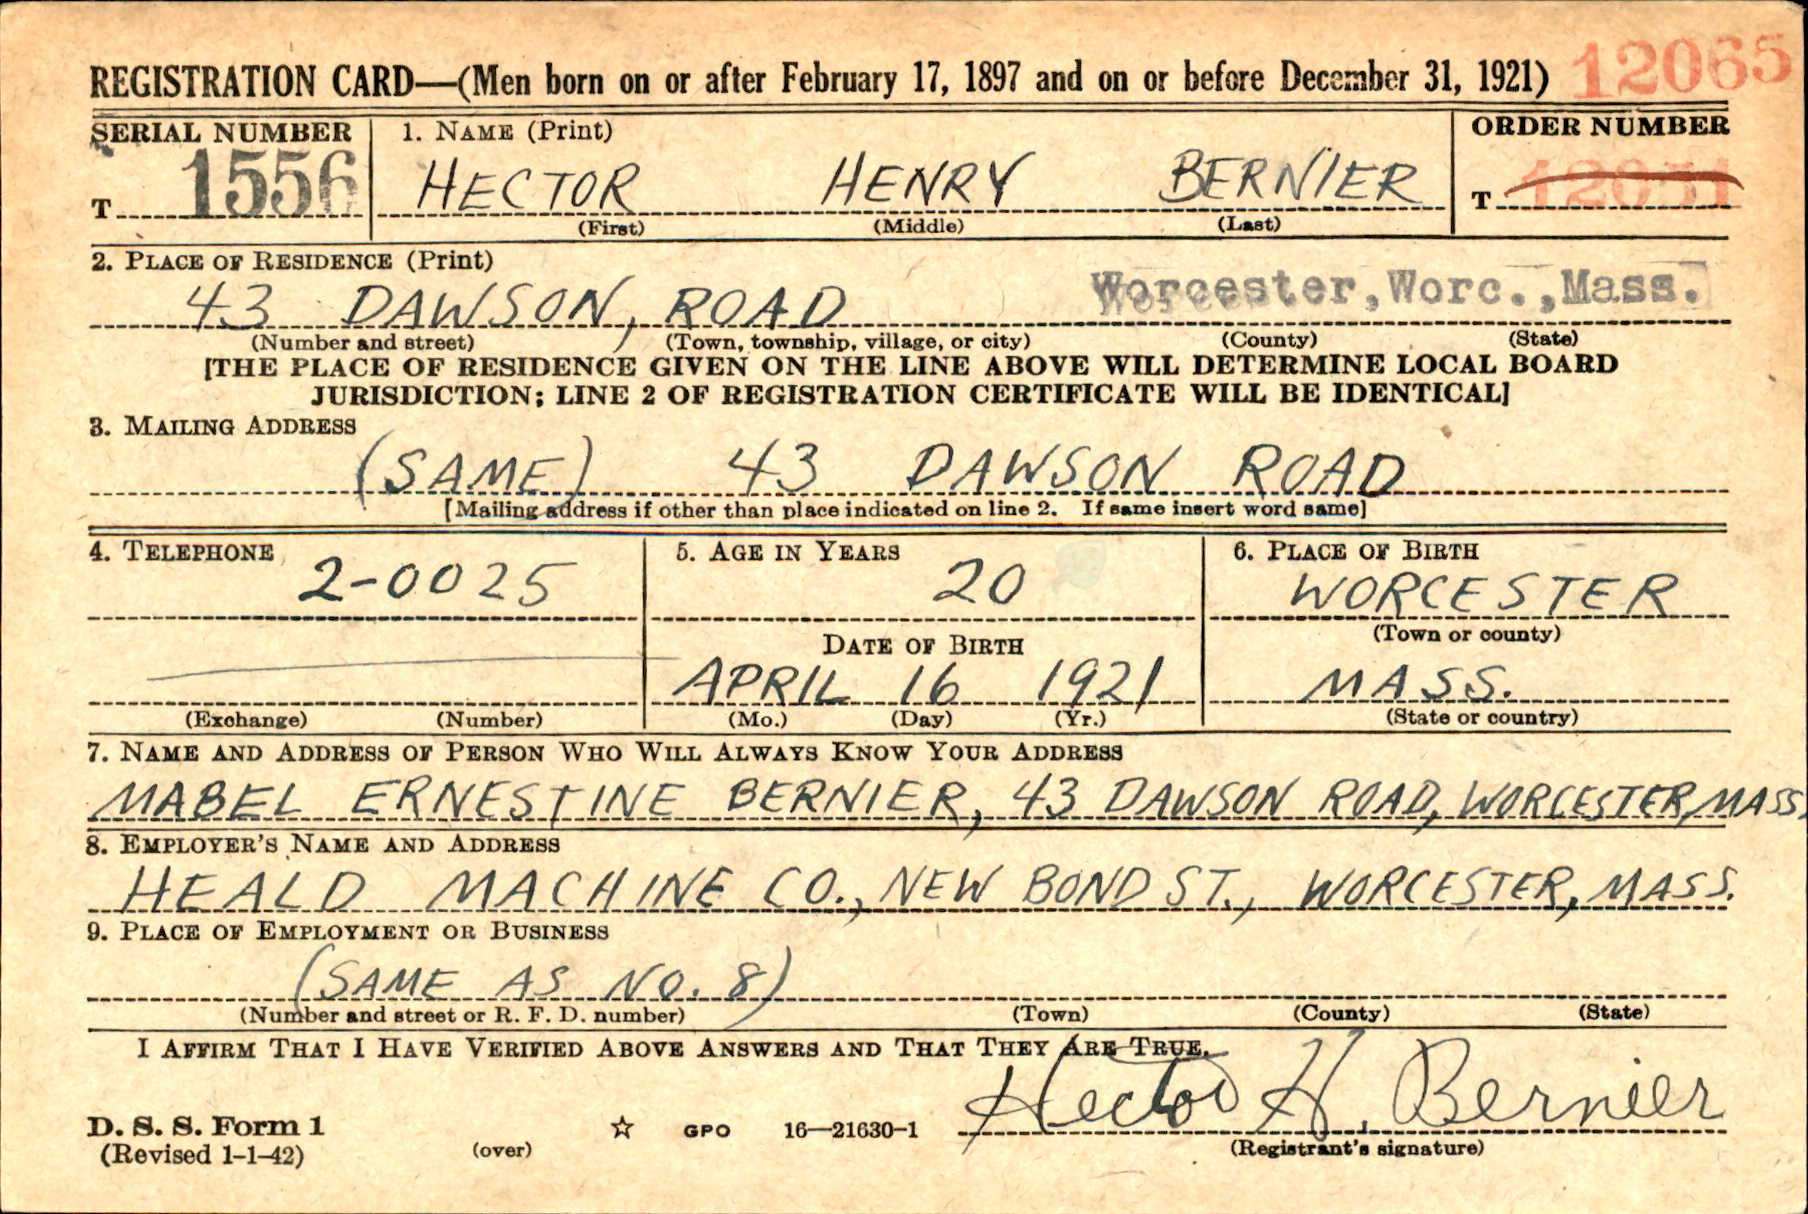 REGISTRATION CARD—(Men born on or after February 17, 1897 and on or before December 31, 1921) 12065
SERIAL NUMBER 1. NAME (Print) ORDER NUMBER
T 1556 HECTOR HENRY BERNIER T
(First) (Middle) (Last)
2. PLACE OF RESIDENCE (Print)
43 DAWSON, ROAD Worcester, Worc., Mass.
(Number and street) (Town, township, village, or city) (County) (State)
[THE PLACE OF RESIDENCE GIVEN ON THE LINE ABOVE WILL DETERMINE LOCAL BOARD
JURISDICTION; LINE 2 OF REGISTRATION CERTIFICATE WILL BE IDENTICAL]
3. MAILING ADDRESS
(SAME) 43 DAWSON ROAD
[Mailing address if other than place indicated on line 2. If same insert word same]
4. TELEPHONE 5. AGE IN YEARS 6. PLACE OF BIRTH
2-0025 20 WORCESTER
(Town or county)
DATE OF BIRTH
APRIL 16 1921 MASS.
(Exchange) (Number) (Mo.) (Day) (Yr.) (State or country)
7. NAME AND ADDRESS OF PERSON WHO WILL ALWAYS KNOW YOUR ADDRESS
MABEL ERNESTINE BERNIER, 43 DAWSON ROAD, WORCESTER, MASS.
8. EMPLOYER'S NAME AND ADDRESS
HEALD MACHINE CO., NEW BOND ST., WORCESTER, MASS.
9. PLACE OF EMPLOYMENT OR BUSINESS
(SAME AS NO. 8)
(Number and street or R. F. D. number) (Town) (County) (State)
I AFFIRM THAT I HAVE VERIFIED ABOVE ANSWERS AND THAT THEY ARE TRUE.
Hector H. Bernier
D. S. S. Form 1
(Revised 1-1-42) (over) ☆ GPO 16—21630-1 (Registrant's signature)